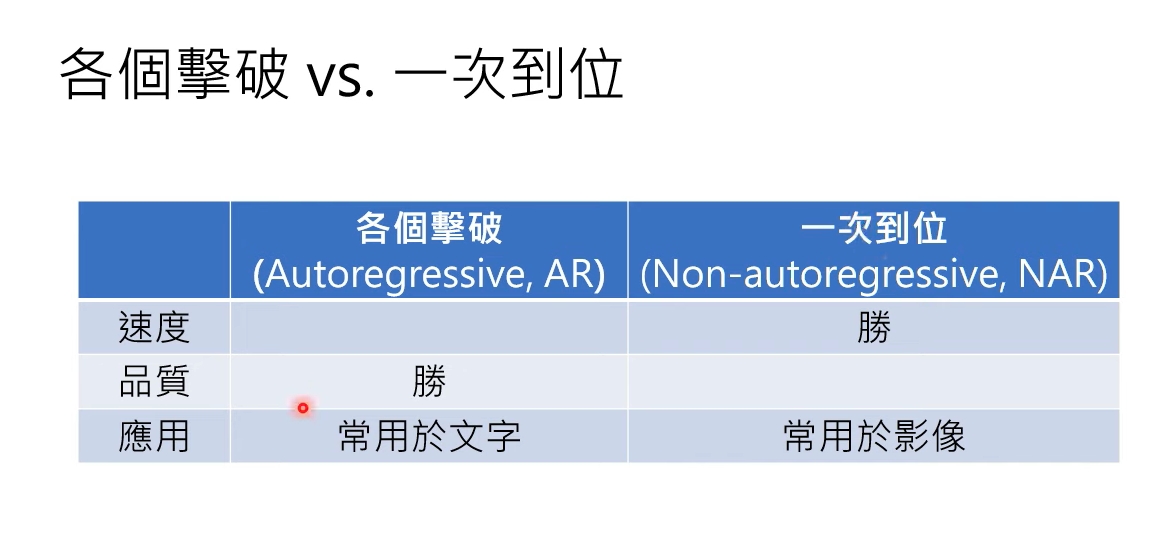 各個擊破 vs. 一次到位
各個擊破
(Autoregressive, AR)
一次到位
(Non-autoregressive, NAR)
速度
勝
品質
勝
應用
常用於文字
常用於影像